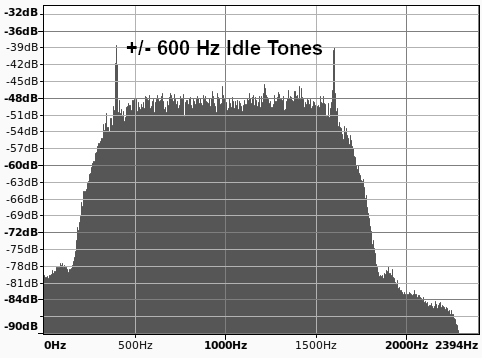 -32dB
-36dB
-39dB
+/- 600 Hz Idle Tones
-42dB
-45dB
-48dB
-51dB
-54dB
-57dB
-60dB
-63dB
-66dB
-69dB
-72dB
-75dB
-78dB
-81dB
-84dB
-90dB
0Hz 500Hz 1000Hz 1500Hz 2000Hz 2394Hz